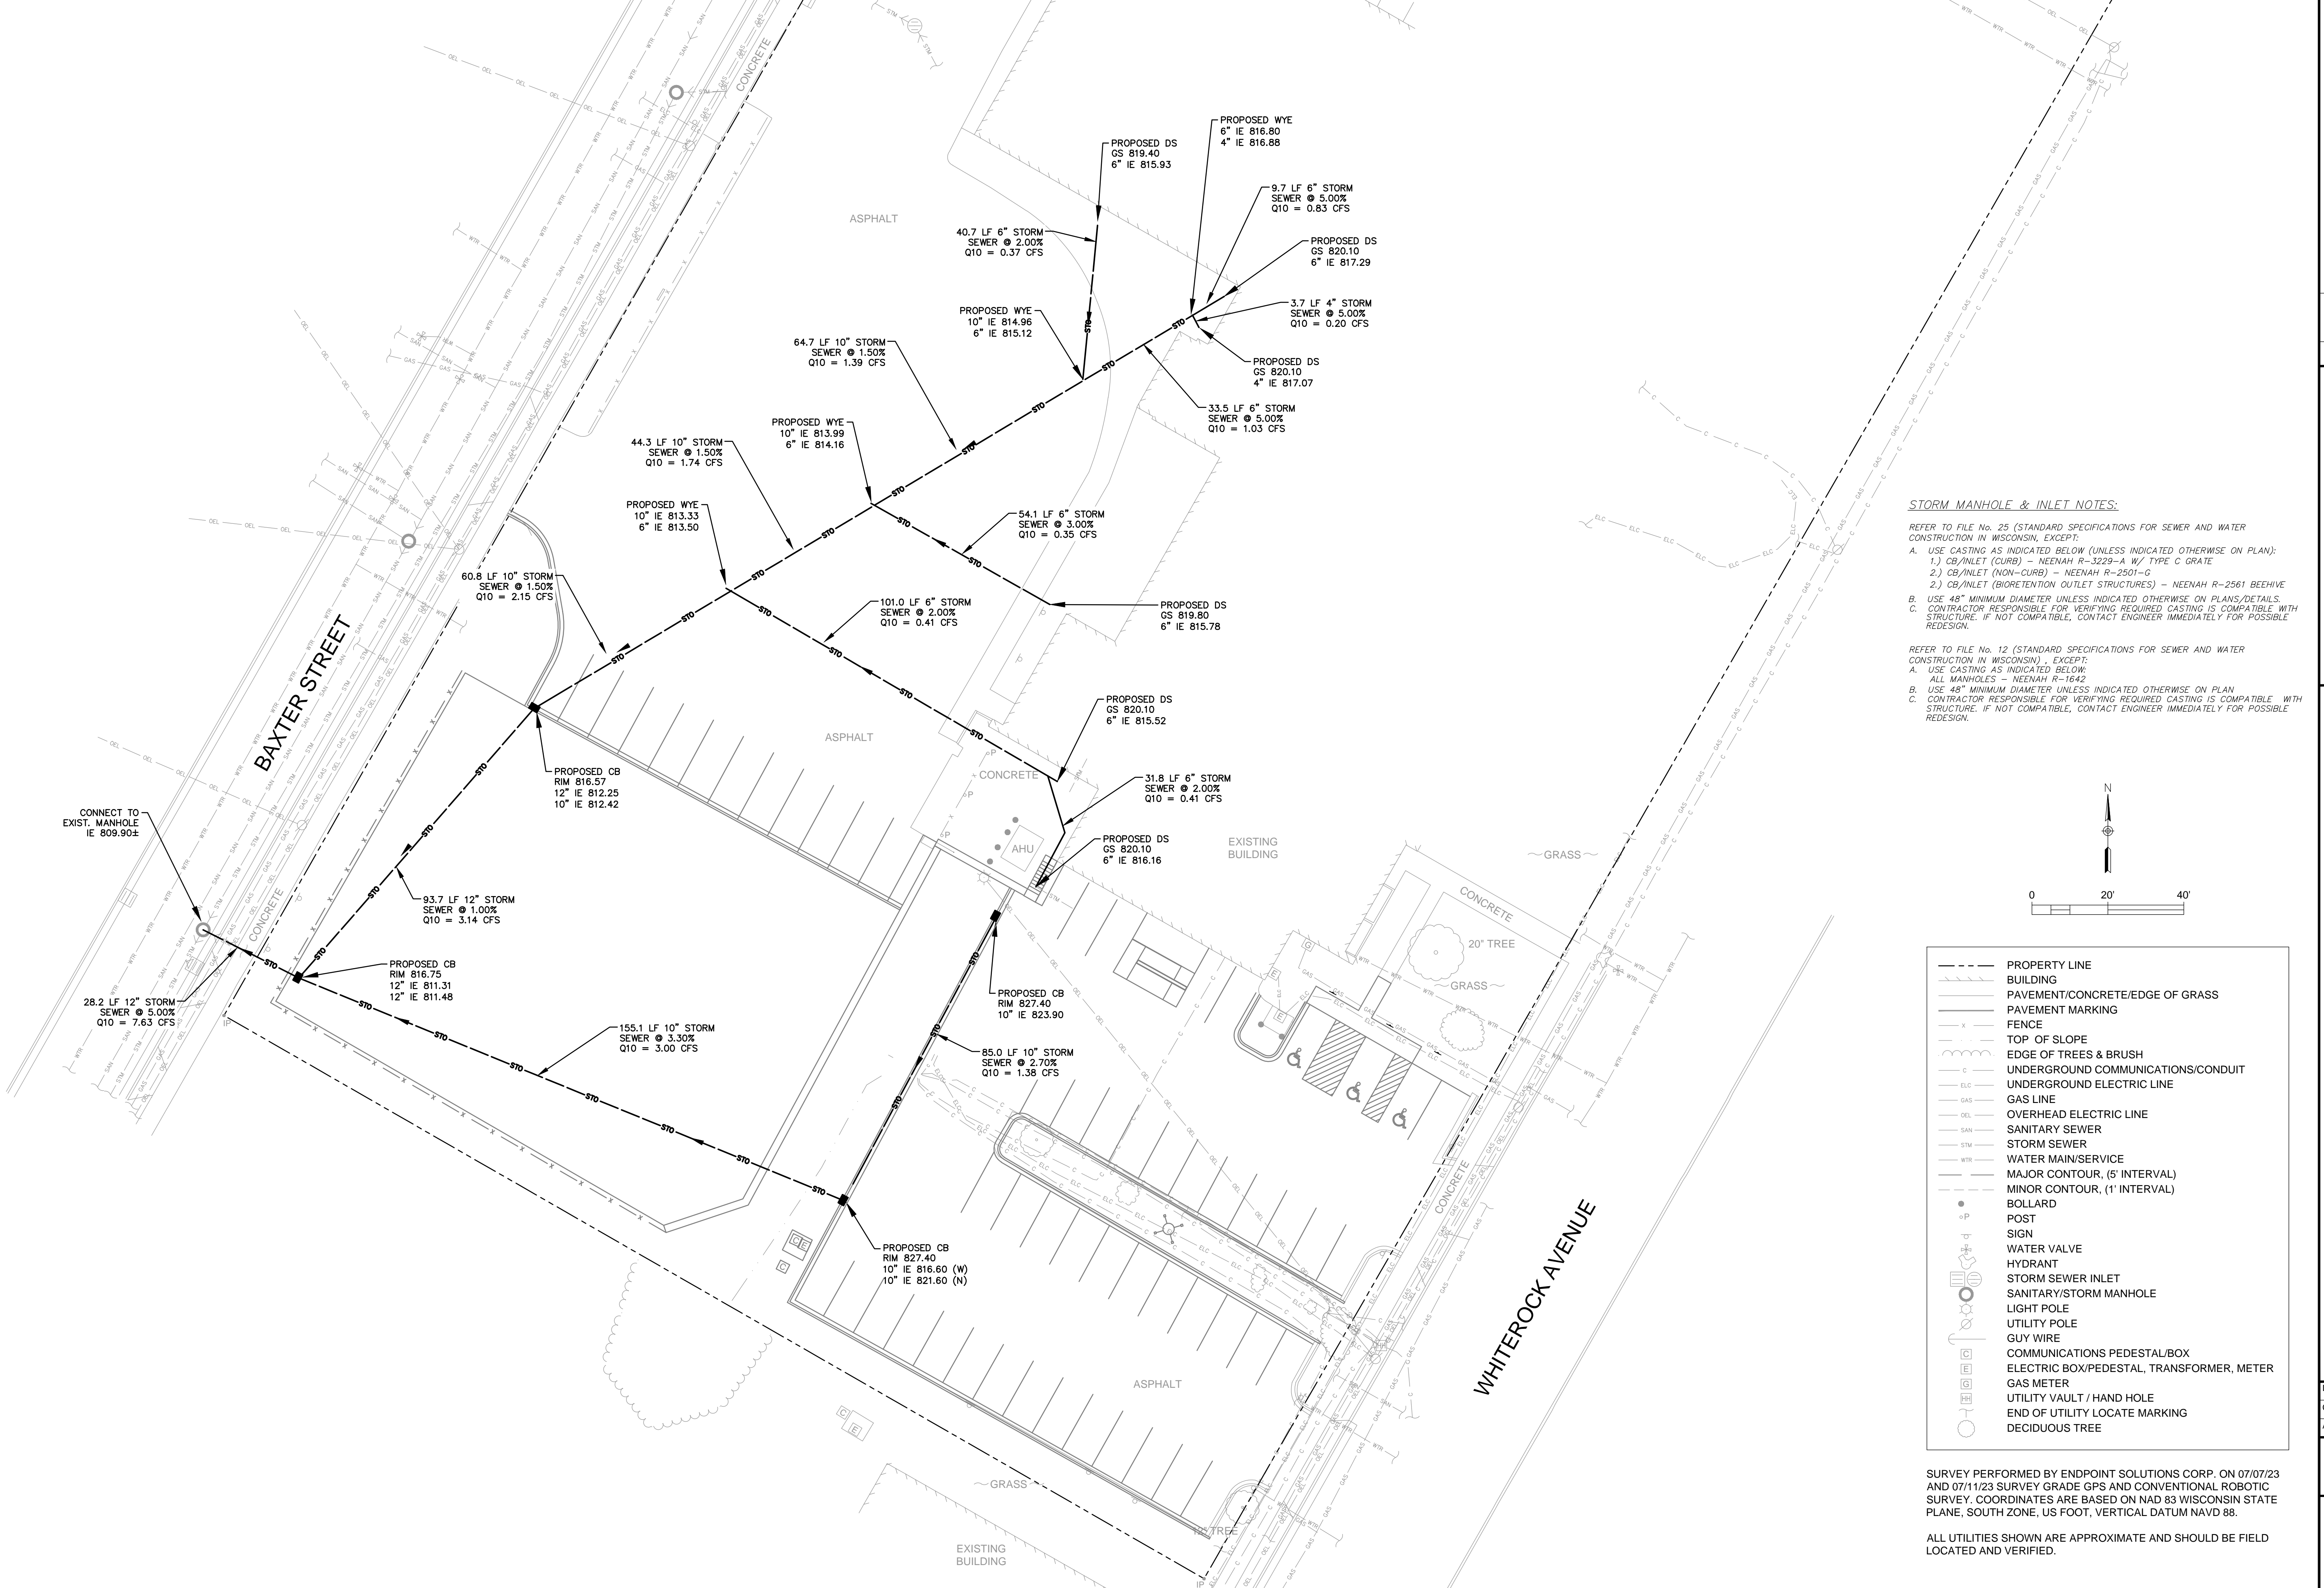 PROPOSED WYE
6" IE 816.80
4" IE 816.88
PROPOSED DS
GS 819.40
6" IE 815.93
9.7 LF 6" STORM
SEWER @ 5.00%
Q10 = 0.83 CFS
40.7 LF 6" STORM
SEWER @ 2.00%
Q10 = 0.37 CFS
PROPOSED DS
GS 820.10
6" IE 817.29
3.7 LF 4" STORM
SEWER @ 5.00%
Q10 = 0.20 CFS
PROPOSED WYE
10" IE 814.96
6" IE 815.12
64.7 LF 10" STORM
SEWER @ 1.50%
Q10 = 1.39 CFS
PROPOSED DS
GS 820.10
4" IE 817.07
33.5 LF 6" STORM
SEWER @ 5.00%
Q10 = 1.03 CFS
PROPOSED WYE
10" IE 813.99
6" IE 814.16
44.3 LF 10" STORM
SEWER @ 1.50%
Q10 = 1.74 CFS
PROPOSED WYE
10" IE 813.33
6" IE 813.50
54.1 LF 6" STORM
SEWER @ 3.00%
Q10 = 0.35 CFS
60.8 LF 10" STORM
SEWER @ 1.50%
Q10 = 2.15 CFS
101.0 LF 6" STORM
SEWER @ 2.00%
Q10 = 0.41 CFS
PROPOSED DS
GS 819.80
6" IE 815.78
PROPOSED DS
GS 820.10
6" IE 815.52
PROPOSED CB
RIM 816.57
12" IE 812.25
10" IE 812.42
31.8 LF 6" STORM
SEWER @ 2.00%
Q10 = 0.41 CFS
CONNECT TO
EXIST. MANHOLE
IE 809.90±
PROPOSED DS
GS 820.10
6" IE 816.16
93.7 LF 12" STORM
SEWER @ 1.00%
Q10 = 3.14 CFS
PROPOSED CB
RIM 816.75
12" IE 811.31
12" IE 811.48
28.2 LF 12" STORM
SEWER @ 5.00%
Q10 = 7.63 CFS
PROPOSED CB
RIM 827.40
10" IE 823.90
155.1 LF 10" STORM
SEWER @ 3.30%
Q10 = 3.00 CFS
85.0 LF 10" STORM
SEWER @ 2.70%
Q10 = 1.38 CFS
PROPOSED CB
RIM 827.40
10" IE 816.60 (W)
10" IE 821.60 (N)
BAXTER STREET
WHITEROCK AVENUE
CONCRETE
ASPHALT
ASPHALT
CONCRETE
AHU
EXISTING
BUILDING
GRASS
CONCRETE
20" TREE
GRASS
CONCRETE
CONCRETE
ASPHALT
GRASS
EXISTING
BUILDING
12" TREE
IP
IP
STORM MANHOLE & INLET NOTES:
REFER TO FILE No. 25 (STANDARD SPECIFICATIONS FOR SEWER AND WATER
CONSTRUCTION IN WISCONSIN, EXCEPT:
A. USE CASTING AS INDICATED BELOW (UNLESS INDICATED OTHERWISE ON PLAN):
1.) CB/INLET (CURB) – NEENAH R–3229–A W/ TYPE C GRATE
2.) CB/INLET (NON–CURB) – NEENAH R–2501–G
2.) CB/INLET (BIORETENTION OUTLET STRUCTURES) – NEENAH R–2561 BEEHIVE
B. USE 48" MINIMUM DIAMETER UNLESS INDICATED OTHERWISE ON PLANS/DETAILS.
C. CONTRACTOR RESPONSIBLE FOR VERIFYING REQUIRED CASTING IS COMPATIBLE WITH
STRUCTURE. IF NOT COMPATIBLE, CONTACT ENGINEER IMMEDIATELY FOR POSSIBLE
REDESIGN.
REFER TO FILE No. 12 (STANDARD SPECIFICATIONS FOR SEWER AND WATER
CONSTRUCTION IN WISCONSIN) , EXCEPT:
A. USE CASTING AS INDICATED BELOW:
ALL MANHOLES – NEENAH R–1642
B. USE 48" MINIMUM DIAMETER UNLESS INDICATED OTHERWISE ON PLAN
C. CONTRACTOR RESPONSIBLE FOR VERIFYING REQUIRED CASTING IS COMPATIBLE WITH
STRUCTURE. IF NOT COMPATIBLE, CONTACT ENGINEER IMMEDIATELY FOR POSSIBLE
REDESIGN.
N
0 20' 40'
PROPERTY LINE
BUILDING
PAVEMENT/CONCRETE/EDGE OF GRASS
PAVEMENT MARKING
X FENCE
TOP OF SLOPE
EDGE OF TREES & BRUSH
C UNDERGROUND COMMUNICATIONS/CONDUIT
ELC UNDERGROUND ELECTRIC LINE
GAS GAS LINE
OEL OVERHEAD ELECTRIC LINE
SAN SANITARY SEWER
STM STORM SEWER
WTR WATER MAIN/SERVICE
MAJOR CONTOUR, (5' INTERVAL)
MINOR CONTOUR, (1' INTERVAL)
BOLLARD
P POST
SIGN
WATER VALVE
HYDRANT
STORM SEWER INLET
SANITARY/STORM MANHOLE
LIGHT POLE
UTILITY POLE
GUY WIRE
C COMMUNICATIONS PEDESTAL/BOX
E ELECTRIC BOX/PEDESTAL, TRANSFORMER, METER
G GAS METER
HH UTILITY VAULT / HAND HOLE
END OF UTILITY LOCATE MARKING
DECIDUOUS TREE
SURVEY PERFORMED BY ENDPOINT SOLUTIONS CORP. ON 07/07/23
AND 07/11/23 SURVEY GRADE GPS AND CONVENTIONAL ROBOTIC
SURVEY. COORDINATES ARE BASED ON NAD 83 WISCONSIN STATE
PLANE, SOUTH ZONE, US FOOT, VERTICAL DATUM NAVD 88.
ALL UTILITIES SHOWN ARE APPROXIMATE AND SHOULD BE FIELD
LOCATED AND VERIFIED.